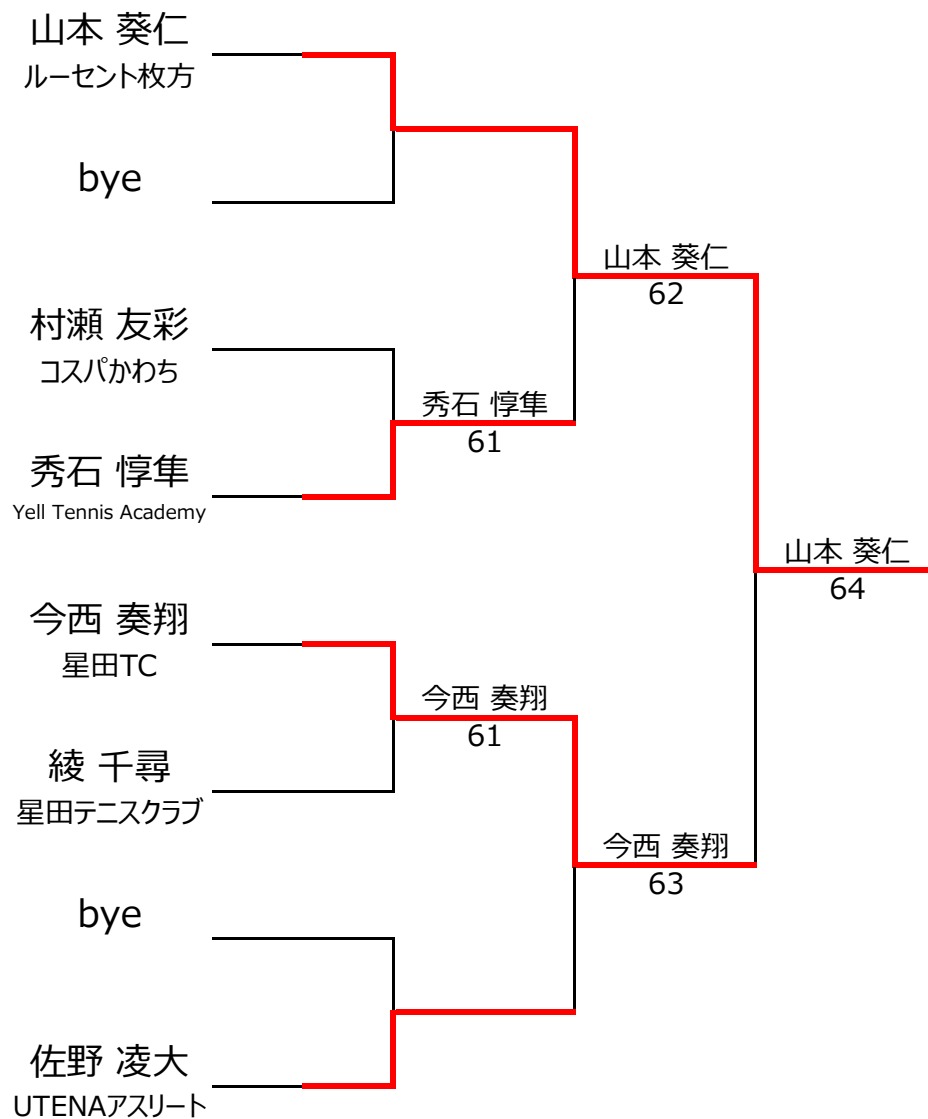 山本 葵仁
ルーセント枚方
bye
山本 葵仁
62
村瀬 友彩
コスパかわち
秀石 惇隼
61
秀石 惇隼
Yell Tennis Academy
山本 葵仁
64
今西 奏翔
星田TC
今西 奏翔
61
綾 千尋
星田テニスクラブ
今西 奏翔
63
bye
佐野 凌大
UTENAアスリート